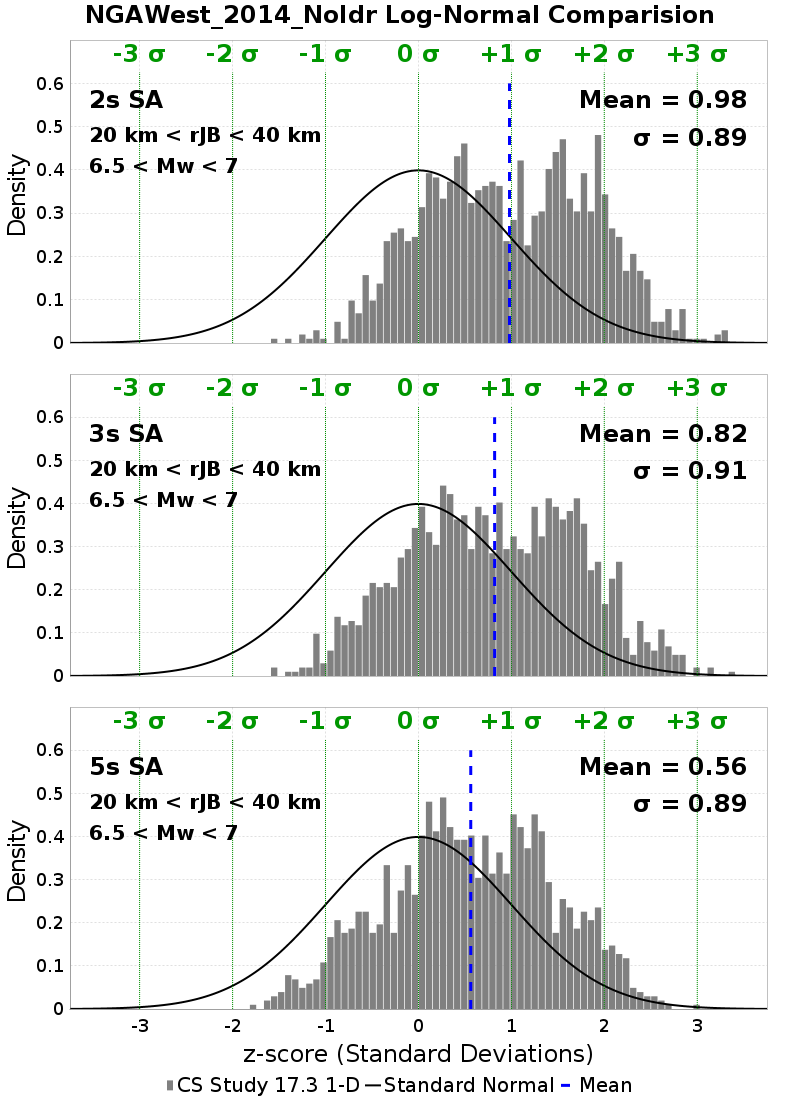 NGAWest_2014_NoIdr Log-Normal Comparision
-3 σ -2 σ -1 σ 0 σ +1 σ +2 σ +3 σ
2s SA
Mean = 0.98
20 km < rJB < 40 km
σ = 0.89
6.5 < Mw < 7
0.6
0.5
0.4
0.3
0.2
0.1
0
Density
-3 σ -2 σ -1 σ 0 σ +1 σ +2 σ +3 σ
3s SA
Mean = 0.82
20 km < rJB < 40 km
σ = 0.91
6.5 < Mw < 7
0.6
0.5
0.4
0.3
0.2
0.1
0
Density
-3 σ -2 σ -1 σ 0 σ +1 σ +2 σ +3 σ
5s SA
Mean = 0.56
20 km < rJB < 40 km
σ = 0.89
6.5 < Mw < 7
0.6
0.5
0.4
0.3
0.2
0.1
0
Density
-3 -2 -1 0 1 2 3
z-score (Standard Deviations)
CS Study 17.3 1-D Standard Normal Mean